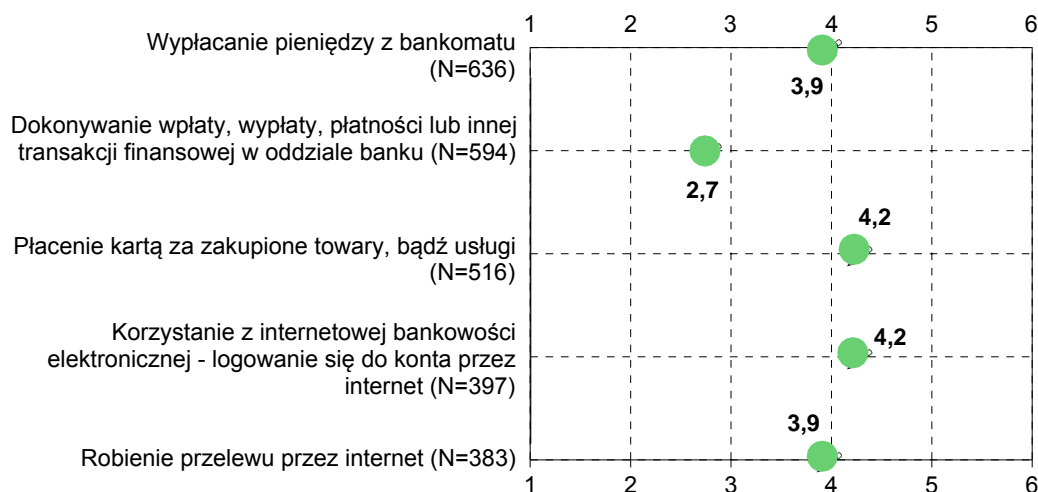 1 2 3 4 5 6
Wypłacanie pieniędzy z bankomatu
(N=636)
3,9
Dokonywanie wpłaty, wypłaty, płatności lub innej
transakcji finansowej w oddziale banku (N=594)
2,7
4,2
Płacenie kartą za zakupione towary, bądź usługi
(N=516)
Korzystanie z internetowej bankowości
elektronicznej - logowanie się do konta przez
internet (N=397)
4,2
3,9
Robienie przelewu przez internet (N=383)
1 2 3 4 5 6